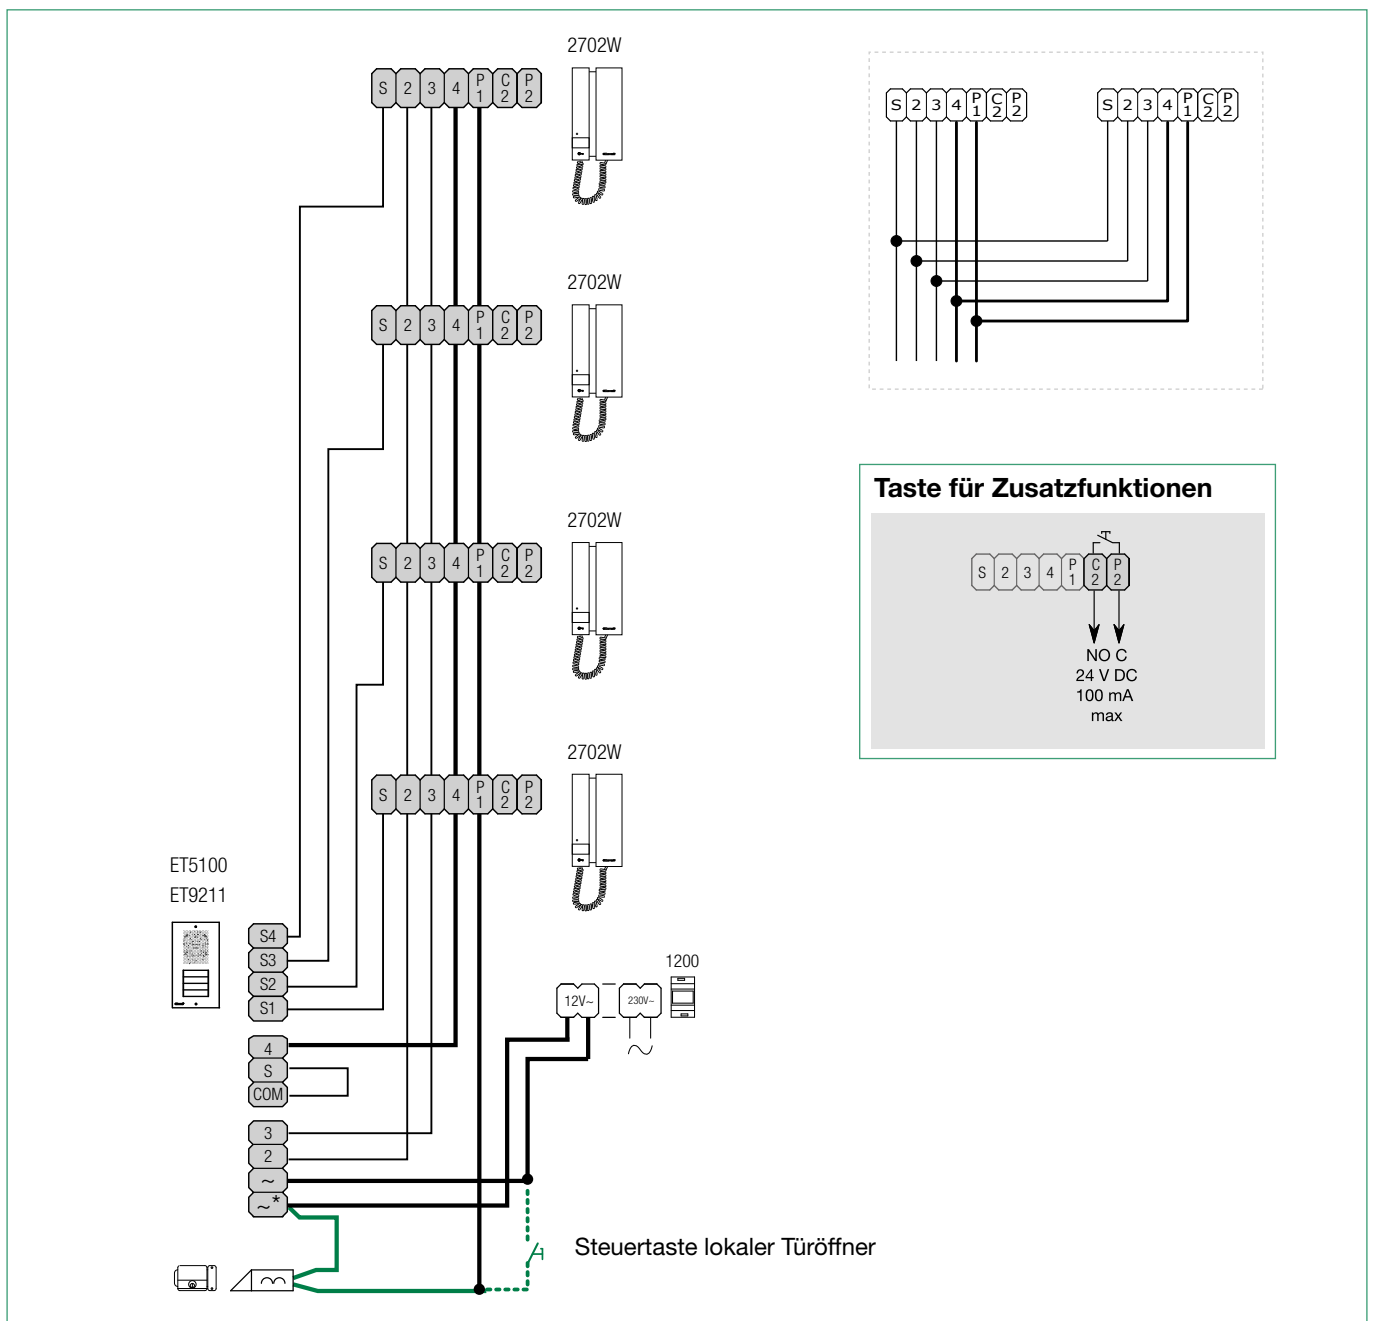 2702W
S 2 3 4 P1 C2 P2
2702W
S 2 3 4 P1 C2 P2
2702W
S 2 3 4 P1 C2 P2
2702W
S 2 3 4 P1 C2 P2
ET5100
ET9211
S4
S3
S2
S1
4
S
COM
3
2
~
~*
12V~
230V~
1200
Steuertaste lokaler Türöffner
S 2 3 4 P1 C2 P2
S 2 3 4 P1 C2 P2
Taste für Zusatzfunktionen
S 2 3 4 P1 C2 P2
NO C
24 V DC
100 mA
max